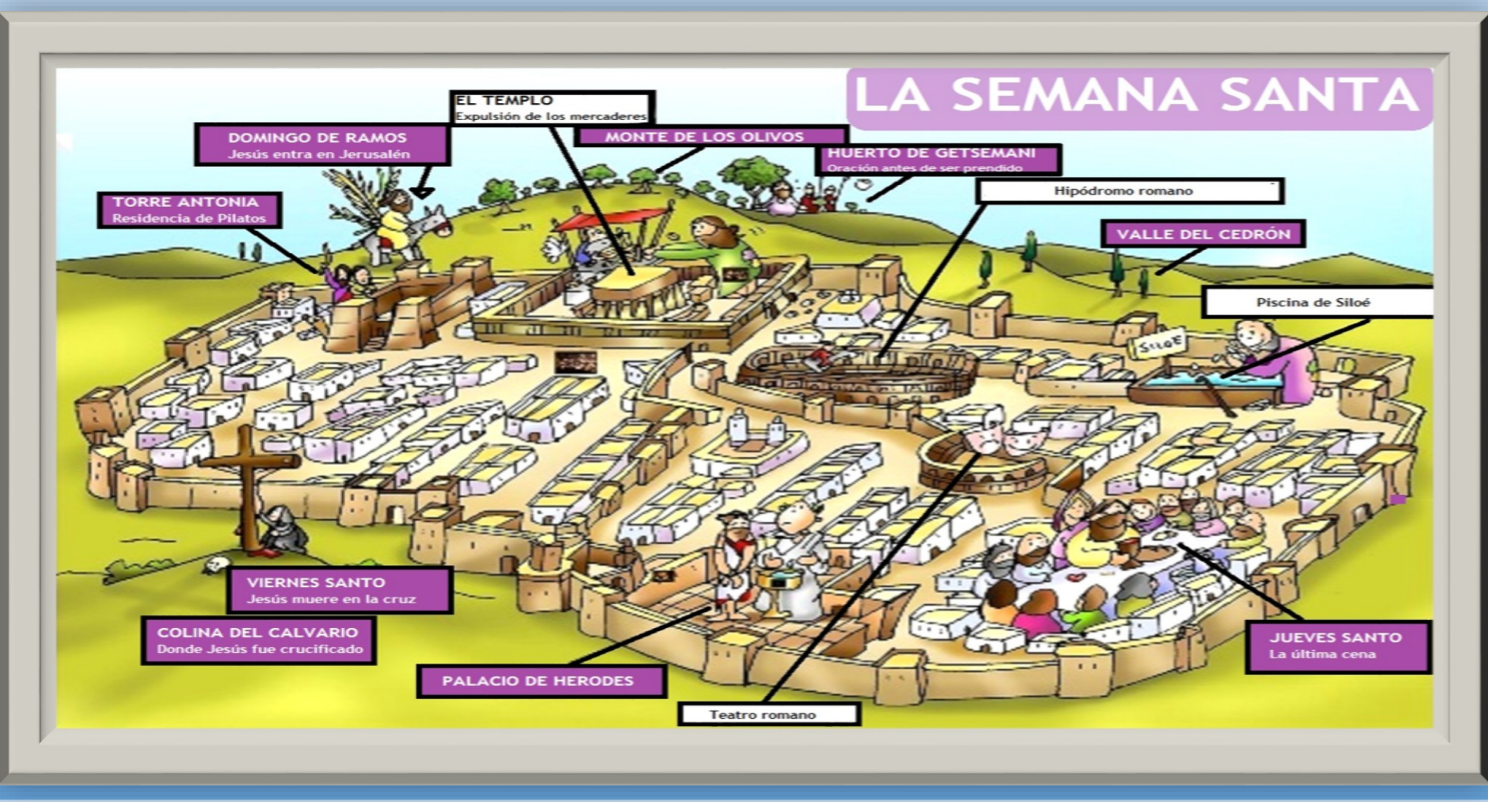 LA SEMANA SANTA
EL TEMPLO
Expulsión de los mercaderes
DOMINGO DE RAMOS
Jesús entra en Jerusalén
MONTE DE LOS OLIVOS
HUERTO DE GETSEMANI
Oración antes de ser prendido
Hipódromo romano
TORRE ANTONIA
Residencia de Pilatos
VALLE DEL CEDRÓN
Piscina de Siloé
SILOE
VIERNES SANTO
Jesús muere en la cruz
COLINA DEL CALVARIO
Donde Jesús fue crucificado
JUEVES SANTO
La última cena
PALACIO DE HERODES
Teatro romano